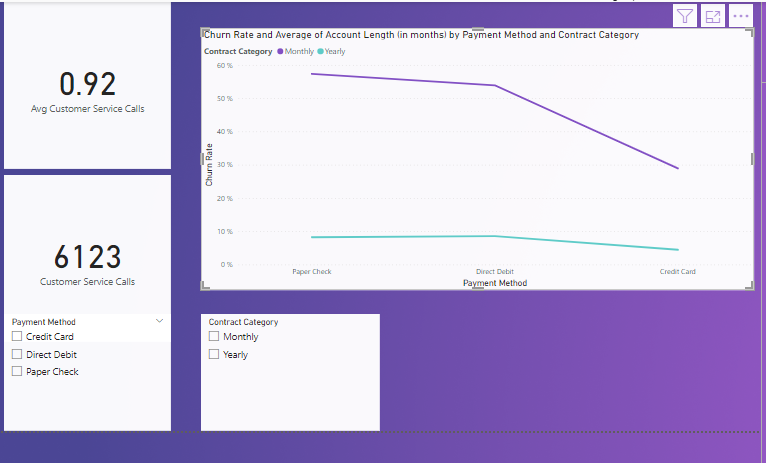 0.92
Avg Customer Service Calls
6123
Customer Service Calls
Payment Method
Credit Card
Direct Debit
Paper Check
Churn Rate and Average of Account Length (in months) by Payment Method and Contract Category
Contract Category Monthly Yearly
60 %
50 %
40 %
30 %
20 %
10 %
0 %
Churn Rate
Paper Check Direct Debit Credit Card
Payment Method
Contract Category
Monthly
Yearly